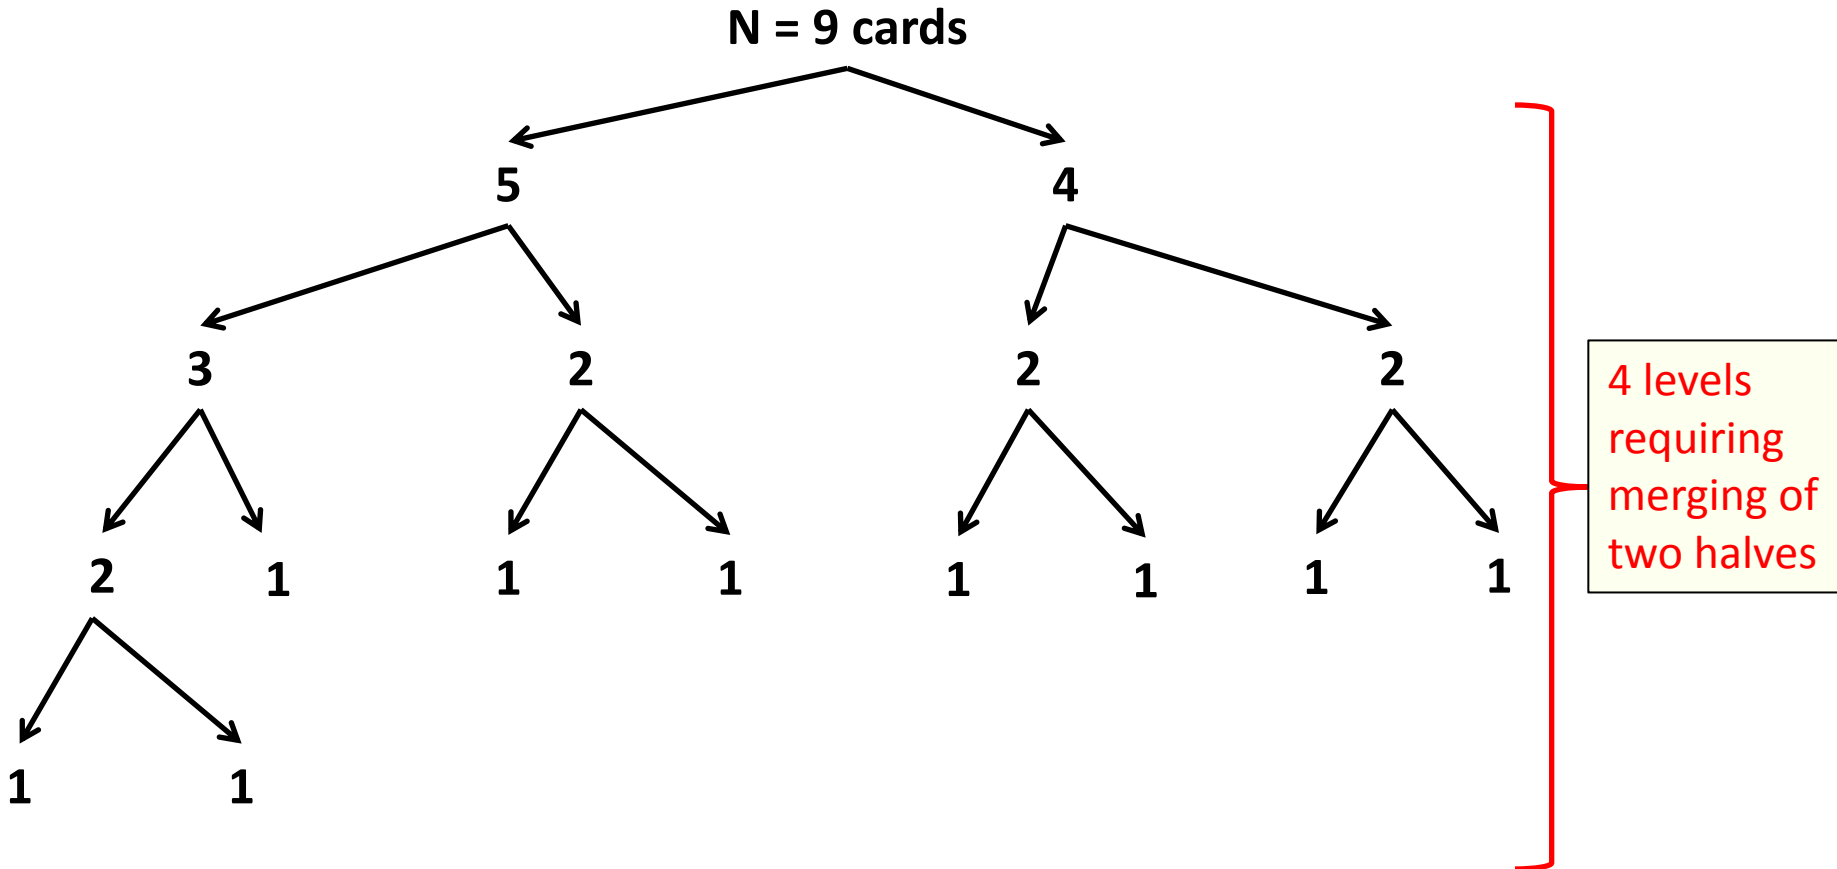 N = 9 cards
5 4
3 2 2 2
4 levels
requiring
merging of
two halves
2 1 1 1 1 1 1 1
1 1